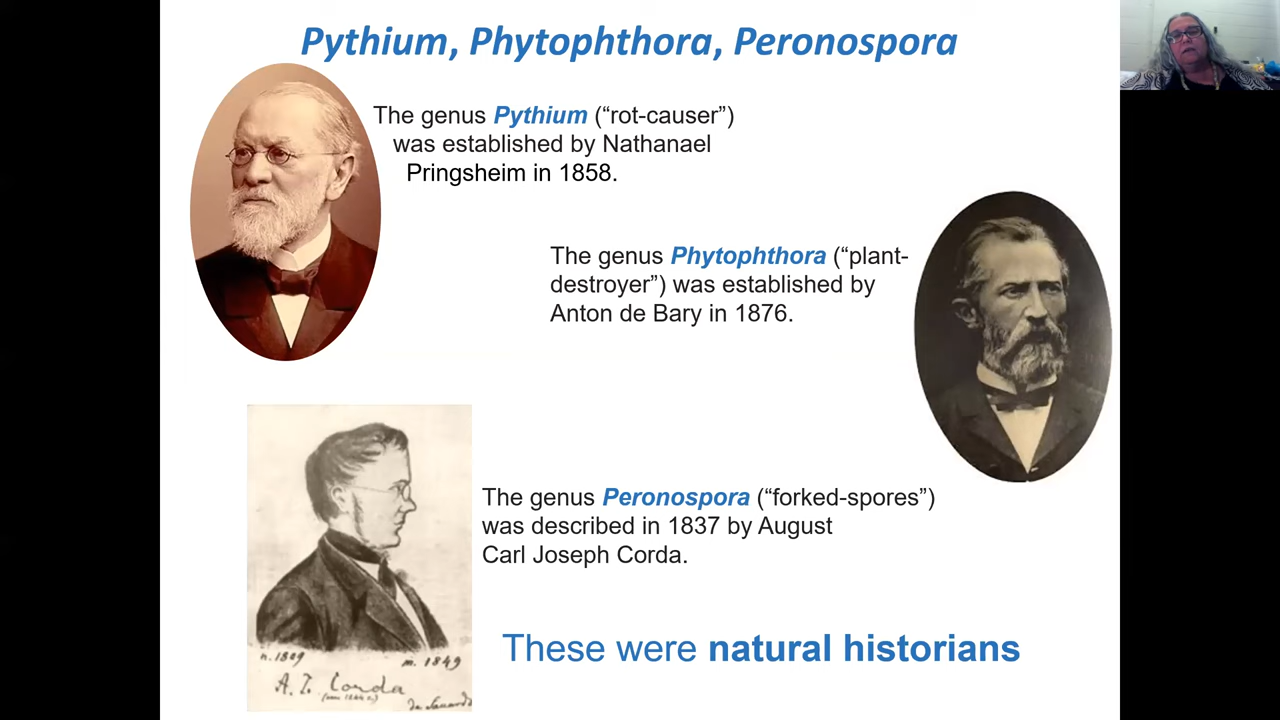 Pythium, Phytophthora, Peronospora
The genus Pythium (“rot-causer”)
was established by Nathanael
Pringsheim in 1858.
The genus Phytophthora (“plant-
destroyer”) was established by
Anton de Bary in 1876.
The genus Peronospora (“forked-spores”)
was described in 1837 by August
Carl Joseph Corda.
n. 1809 m. 1849
Corda
These were natural historians